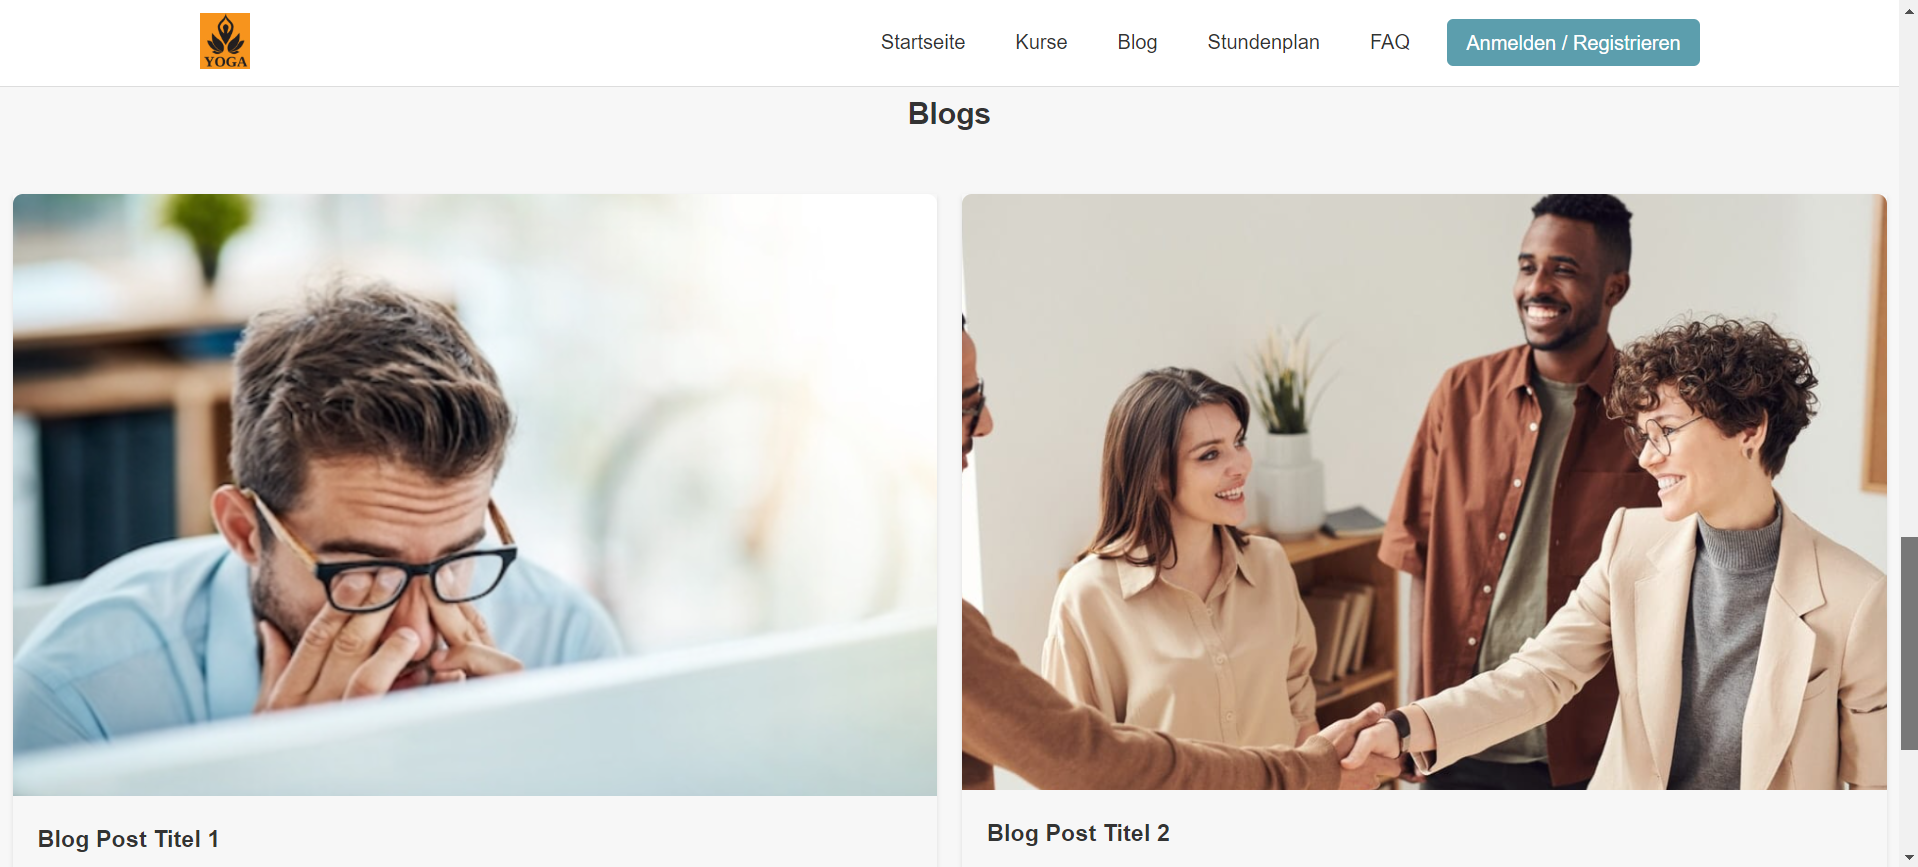 YOGA
Startseite
Kurse
Blog
Stundenplan
FAQ
Anmelden / Registrieren
Blogs
Blog Post Titel 1
Blog Post Titel 2